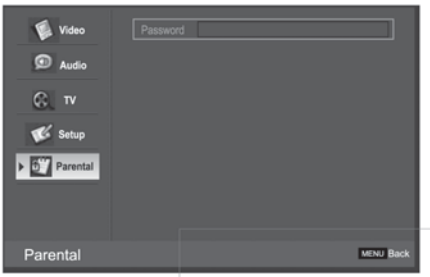 Video
Password
Audio
TV
Setup
Parental
Parental
MENU Back